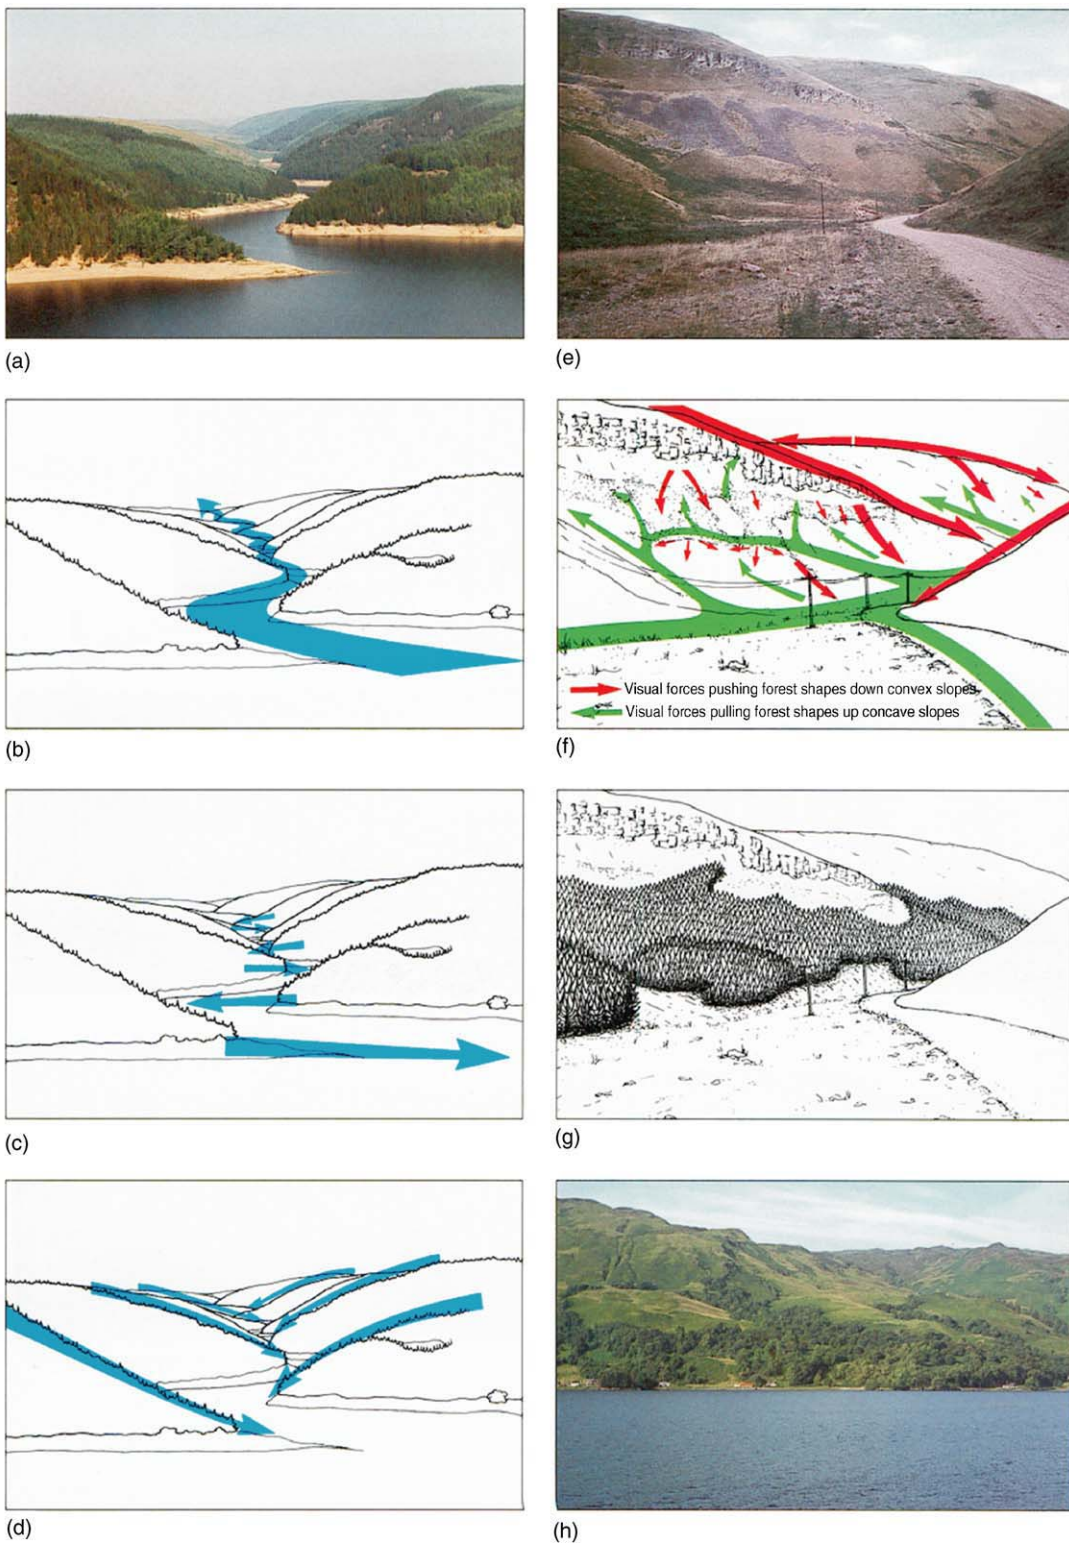 (a)
(b)
(c)
(d)
(e)
Visual forces pushing forest shapes down convex slopes
Visual forces pulling forest shapes up concave slopes
(f)
(g)
(h)